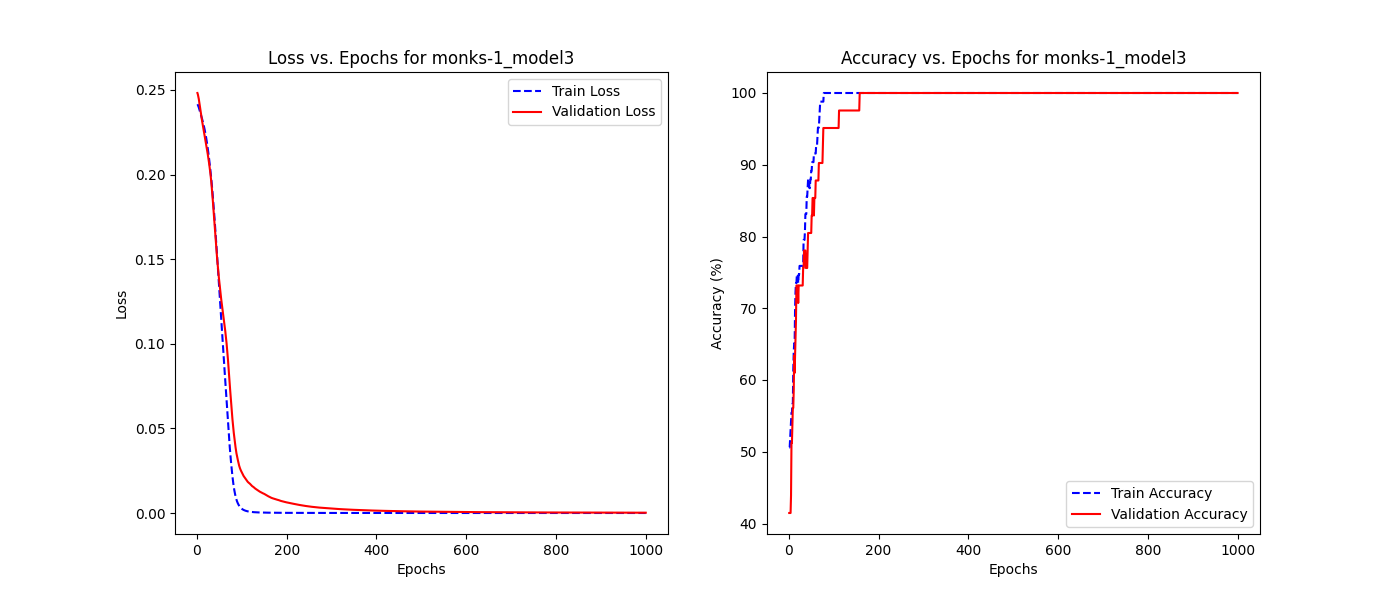 Loss vs. Epochs for monks-1_model3
Train Loss
Validation Loss
0.25
0.20
0.15
0.10
0.05
0.00
Loss
0 200 400 600 800 1000
Epochs
Accuracy vs. Epochs for monks-1_model3
100
90
80
70
60
50
40
Accuracy (%)
Train Accuracy
Validation Accuracy
0 200 400 600 800 1000
Epochs